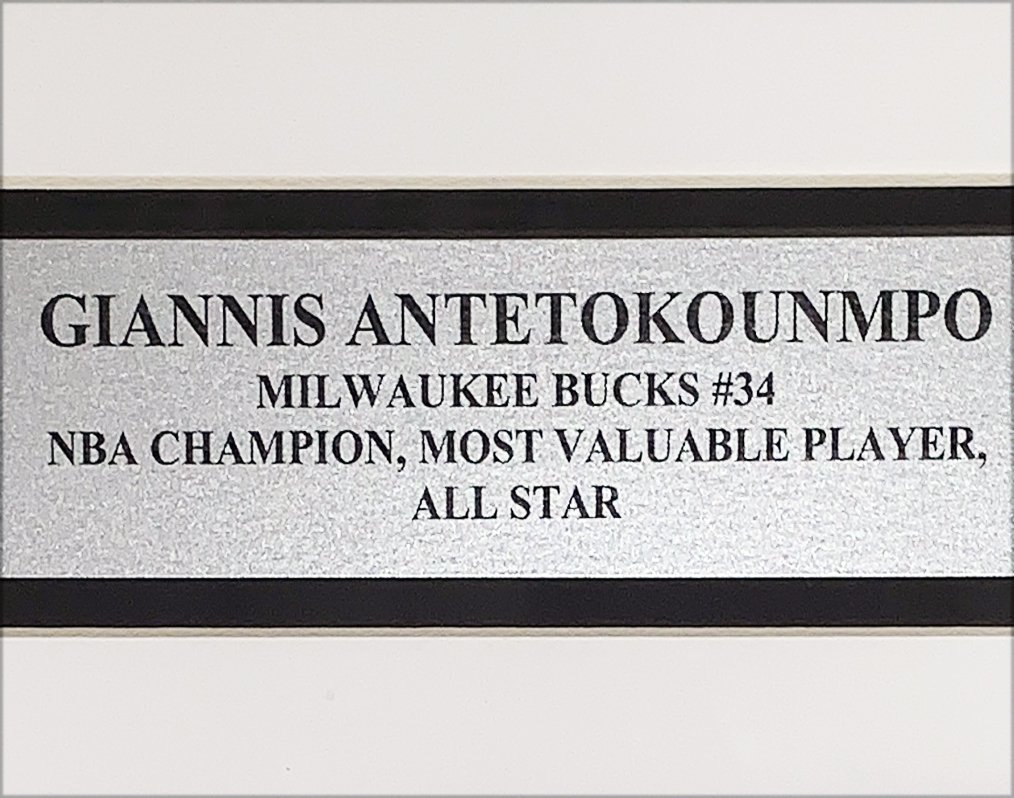 GIANNIS ANTETOKOUNMPO
MILWAUKEE BUCKS #34
NBA CHAMPION, MOST VALUABLE PLAYER,
ALL STAR